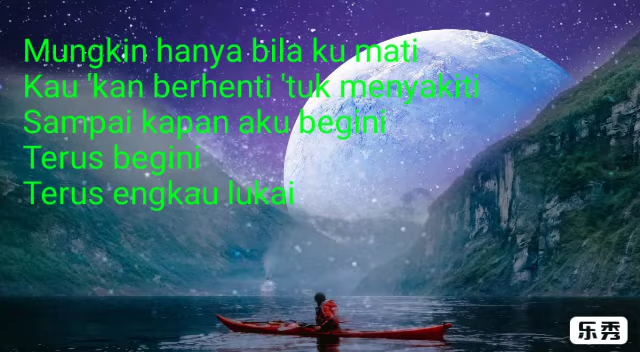 Mungkin hanya bila ku mati
Kau 'kan berhenti 'tuk menyakiti
Sampai kapan aku begini
Terus begini
Terus engkau lukai
乐秀